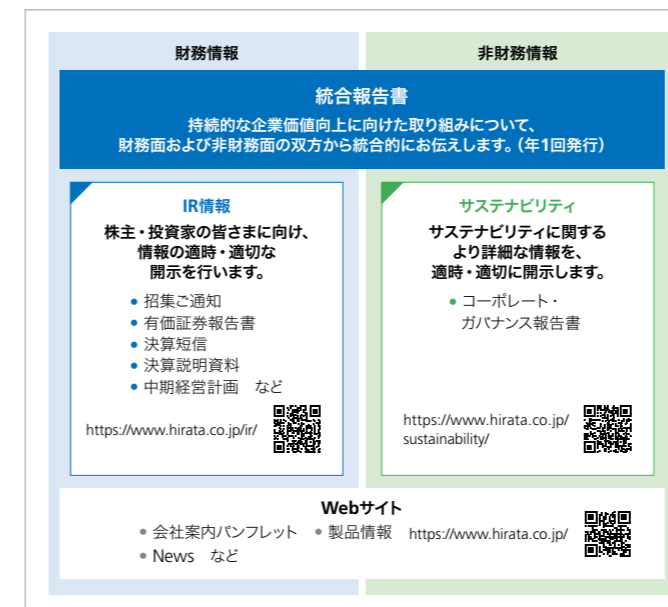 財務情報
非財務情報
統合報告書
持続的な企業価値向上に向けた取り組みについて、
財務面および非財務面の双方から統合的にお伝えします。（年1回発行）
IR情報
株主・投資家の皆さまに向け、
情報の適時・適切な
開示を行います。
• 招集ご通知
• 有価証券報告書
• 決算短信
• 決算説明資料
• 中期経営計画　など
https://www.hirata.co.jp/ir/
サステナビリティ
サステナビリティに関する
より詳細な情報を、
適時・適切に開示します。
• コーポレート・
ガバナンス報告書
https://www.hirata.co.jp/
sustainability/
Webサイト
• 会社案内パンフレット　• 製品情報　https://www.hirata.co.jp/
• News　など